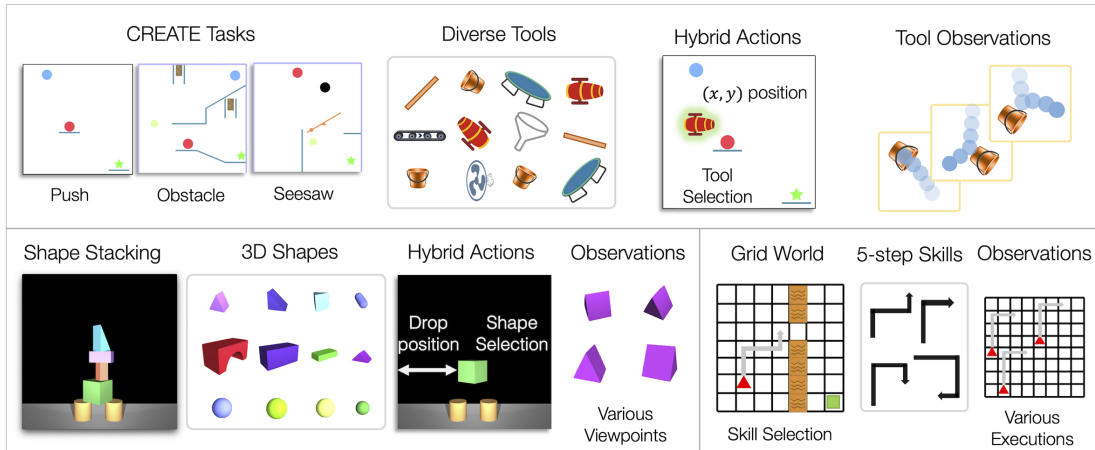 CREATE Tasks
Push
Obstacle
Seesaw
Diverse Tools
Hybrid Actions
(x, y) position
Tool
Selection
Tool Observations
Shape Stacking
3D Shapes
Hybrid Actions
Drop
position
Shape
Selection
Observations
Various
Viewpoints
Grid World
Skill Selection
5-step Skills
Observations
Various
Executions